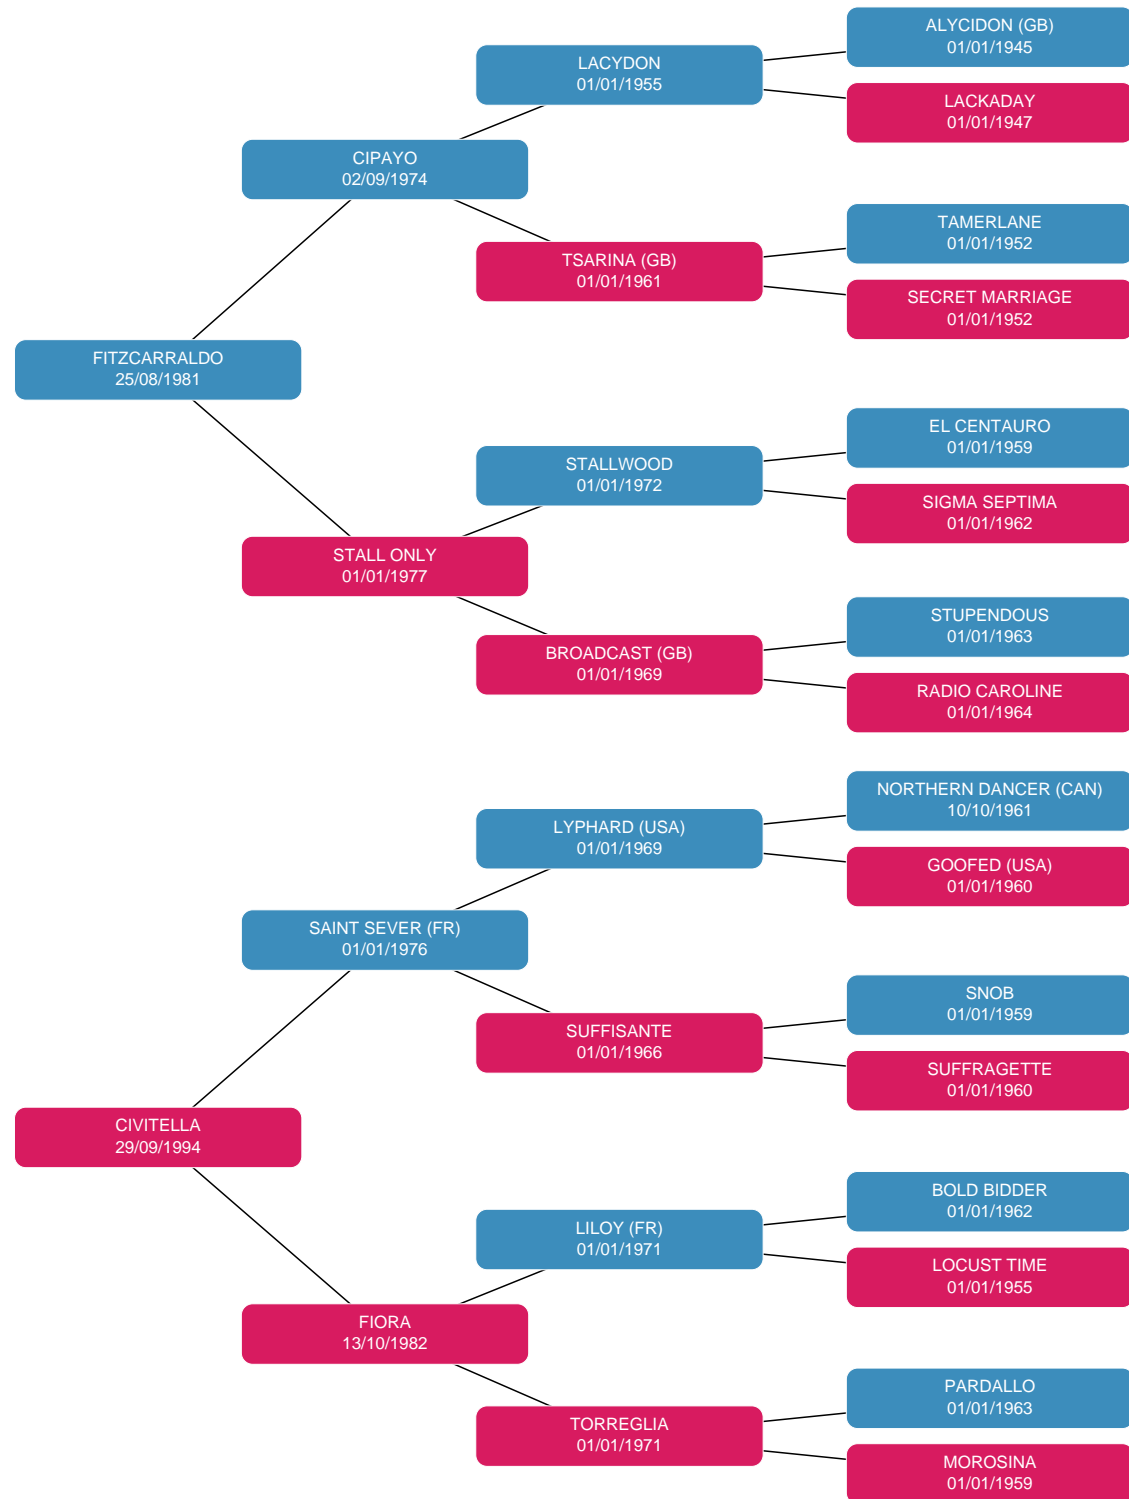 ALYCIDON (GB)
01/01/1945
LACYDON
01/01/1955
LACKADAY
01/01/1947
CIPAYO
02/09/1974
TAMERLANE
01/01/1952
TSARINA (GB)
01/01/1961
SECRET MARRIAGE
01/01/1952
FITZCARRALDO
25/08/1981
EL CENTAURO
01/01/1959
STALLWOOD
01/01/1972
SIGMA SEPTIMA
01/01/1962
STALL ONLY
01/01/1977
STUPENDOUS
01/01/1963
BROADCAST (GB)
01/01/1969
RADIO CAROLINE
01/01/1964
NORTHERN DANCER (CAN)
10/10/1961
LYPHARD (USA)
01/01/1969
GOOFED (USA)
01/01/1960
SAINT SEVER (FR)
01/01/1976
SNOB
01/01/1959
SUFFISANTE
01/01/1966
SUFFRAGETTE
01/01/1960
CIVITELLA
29/09/1994
BOLD BIDDER
01/01/1962
LILOY (FR)
01/01/1971
LOCUST TIME
01/01/1955
FIORA
13/10/1982
PARDALLO
01/01/1963
TORREGLIA
01/01/1971
MOROSINA
01/01/1959